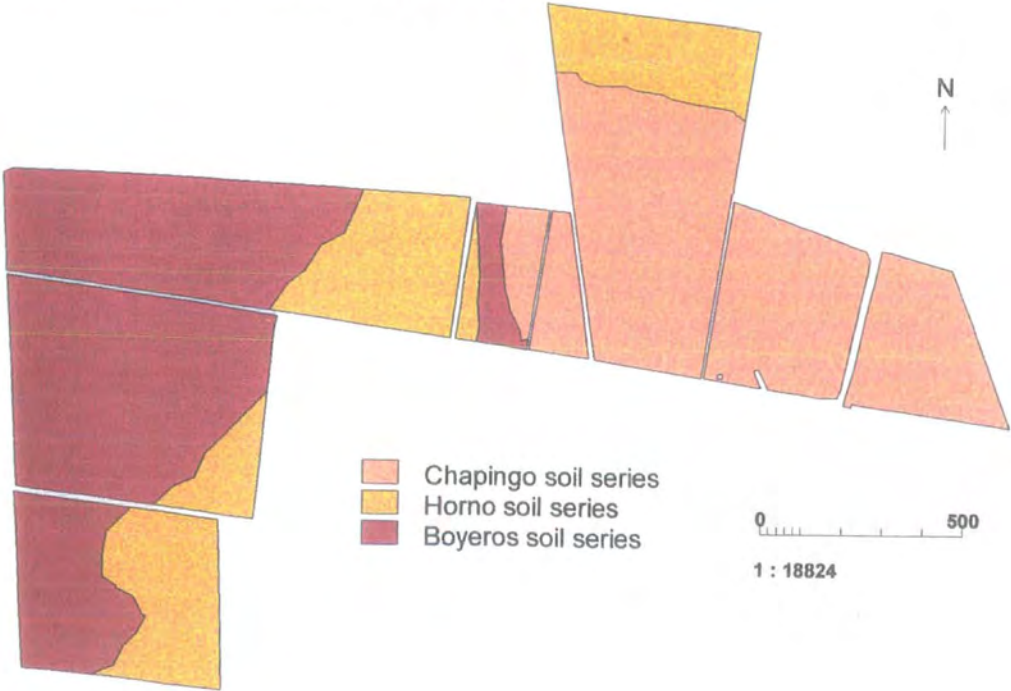 N
Chapingo soil series
Horno soil series
Boyeros soil series
0 500
1 : 18824